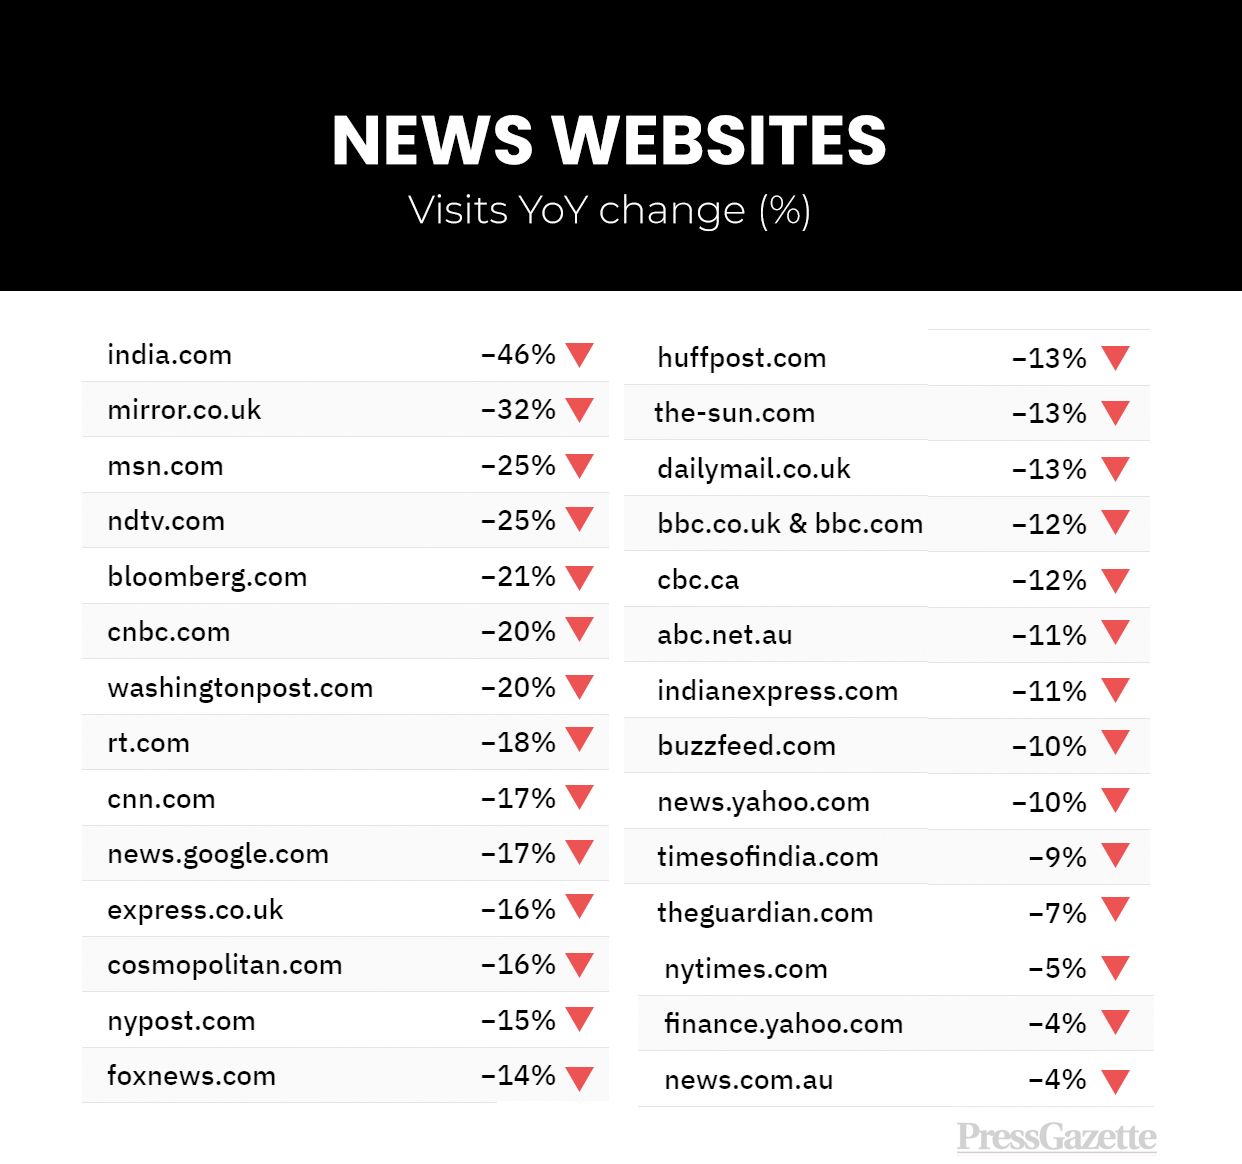 NEWS WEBSITES
Visits YoY change (%)
india.com –46%
mirror.co.uk –32%
msn.com –25%
ndtv.com –25%
bloomberg.com –21%
cnbc.com –20%
washingtonpost.com –20%
rt.com –18%
cnn.com –17%
news.google.com –17%
express.co.uk –16%
cosmopolitan.com –16%
nypost.com –15%
foxnews.com –14%
huffpost.com –13%
the-sun.com –13%
dailymail.co.uk –13%
bbc.co.uk & bbc.com –12%
cbc.ca –12%
abc.net.au –11%
indianexpress.com –11%
buzzfeed.com –10%
news.yahoo.com –10%
timesofindia.com –9%
theguardian.com –7%
nytimes.com –5%
finance.yahoo.com –4%
news.com.au –4%
PressGazette